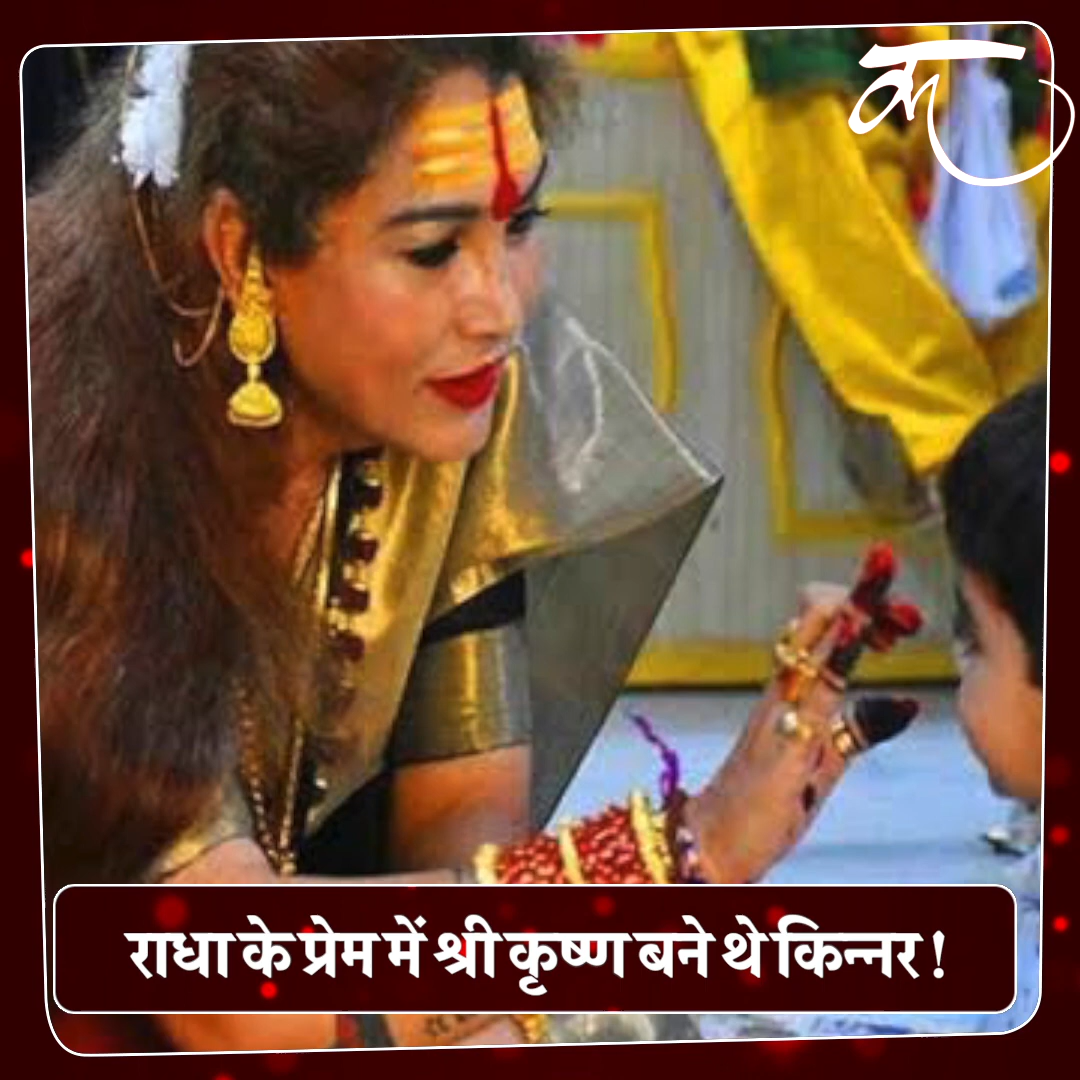 क
राधा के प्रेम में श्री कृष्ण बने थे किन्नर !